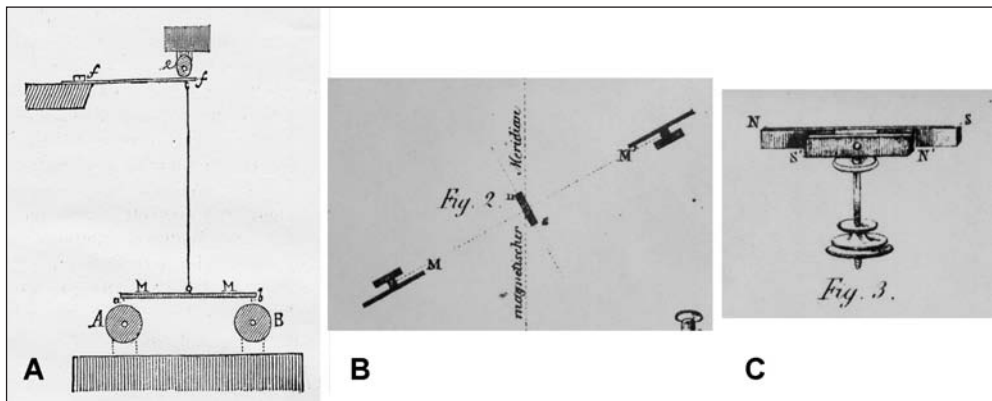 e
f
f
M M
a b
A B
A
magnetischer Meridian
M
Fig. 2.
n
s
M
B
N S
S' N'
Fig. 3.
C